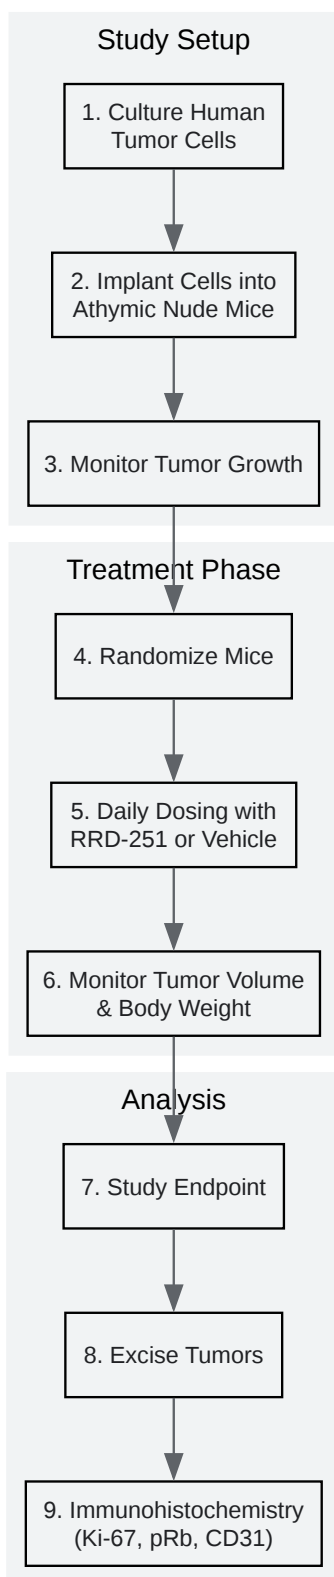 Study Setup
1. Culture Human
Tumor Cells
2. Implant Cells into
Athymic Nude Mice
3. Monitor Tumor Growth
Treatment Phase
4. Randomize Mice
5. Daily Dosing with
RRD-251 or Vehicle
6. Monitor Tumor Volume
& Body Weight
Analysis
7. Study Endpoint
8. Excise Tumors
9. Immunohistochemistry
(Ki-67, pRb, CD31)